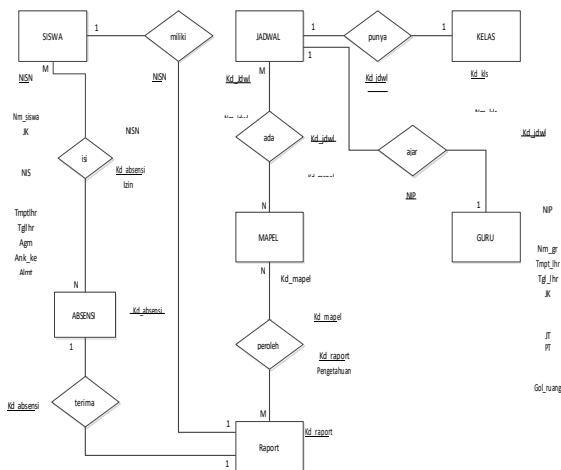 SISWA
1
miliki
JADWAL
1
punya
1
KELAS
M
1
M
NISN
NISN
Kd_Jdwl
Kd_jdwl
Kd_kls
Nm_siswa
JK
NISN
ada
Kd_jdwl
ajar
Kd_jdwl
isi
Kd_absensi
Izin
NIS
NIP
N
1
NIP
Tmptlhr
Tgllhr
Agm
Ank_ke
Almt
MAPEL
GURU
Nm_gr
Tmpt_lhr
Tgl_lhr
JK
N
Kd_mapel
N
ABSENSI
Kd_absensi
Kd_mapel
JT
PT
1
peroleh
Kd_raport
Pengetahuan
Gol_ruang
Kd_absensi
terima
M
1
Raport
Kd_raport
1